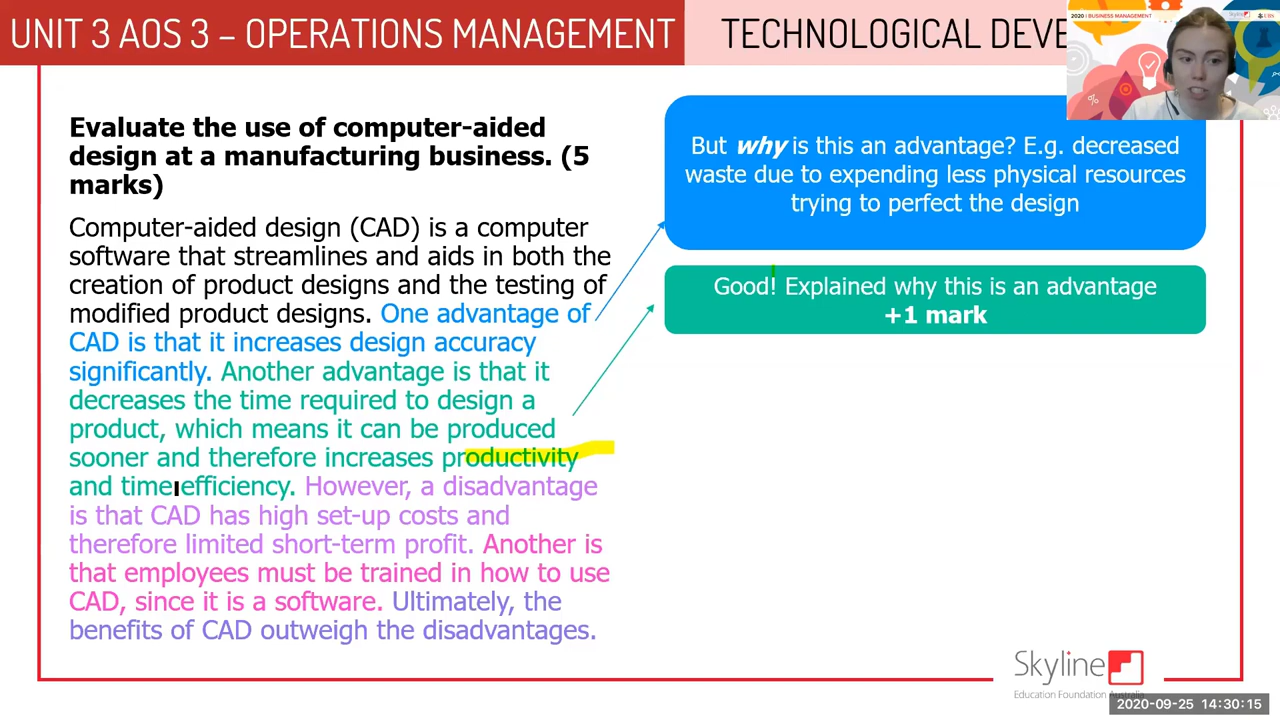 UNIT 3 AOS 3 – OPERATIONS MANAGEMENT
TECHNOLOGICAL DEVE
2020 | BUSINESS MANAGEMENT
Skyline
UBS
Evaluate the use of computer-aided
design at a manufacturing business. (5
marks)
Computer-aided design (CAD) is a computer
software that streamlines and aids in both the
creation of product designs and the testing of
modified product designs. One advantage of
CAD is that it increases design accuracy
significantly. Another advantage is that it
decreases the time required to design a
product, which means it can be produced
sooner and therefore increases productivity
and time efficiency. However, a disadvantage
is that CAD has high set-up costs and
therefore limited short-term profit. Another is
that employees must be trained in how to use
CAD, since it is a software. Ultimately, the
benefits of CAD outweigh the disadvantages.
But why is this an advantage? E.g. decreased
waste due to expending less physical resources
trying to perfect the design
Good! Explained why this is an advantage
+1 mark
Skyline
Education Foundation Australia
2020-09-25 14:30:15